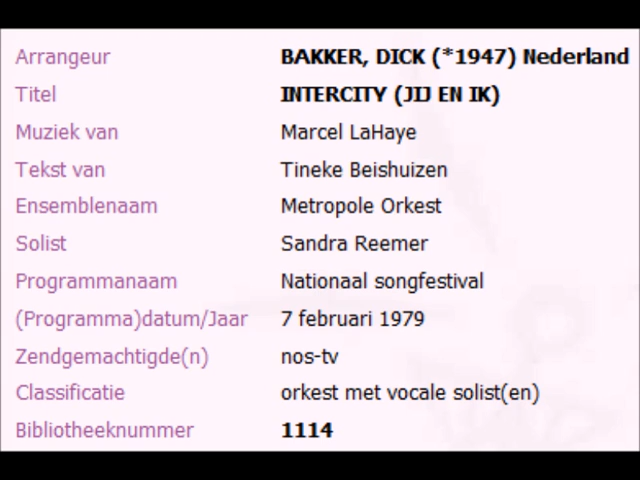 Arrangeur BAKKER, DICK (*1947) Nederland
Titel INTERCITY (JIJ EN IK)
Muziek van Marcel LaHaye
Tekst van Tineke Beishuizen
Ensemblenaam Metropole Orkest
Solist Sandra Reemer
Programmanaam Nationaal songfestival
(Programma)datum/Jaar 7 februari 1979
Zendgemachtigde(n) nos-tv
Classificatie orkest met vocale solist(en)
Bibliotheeknummer 1114